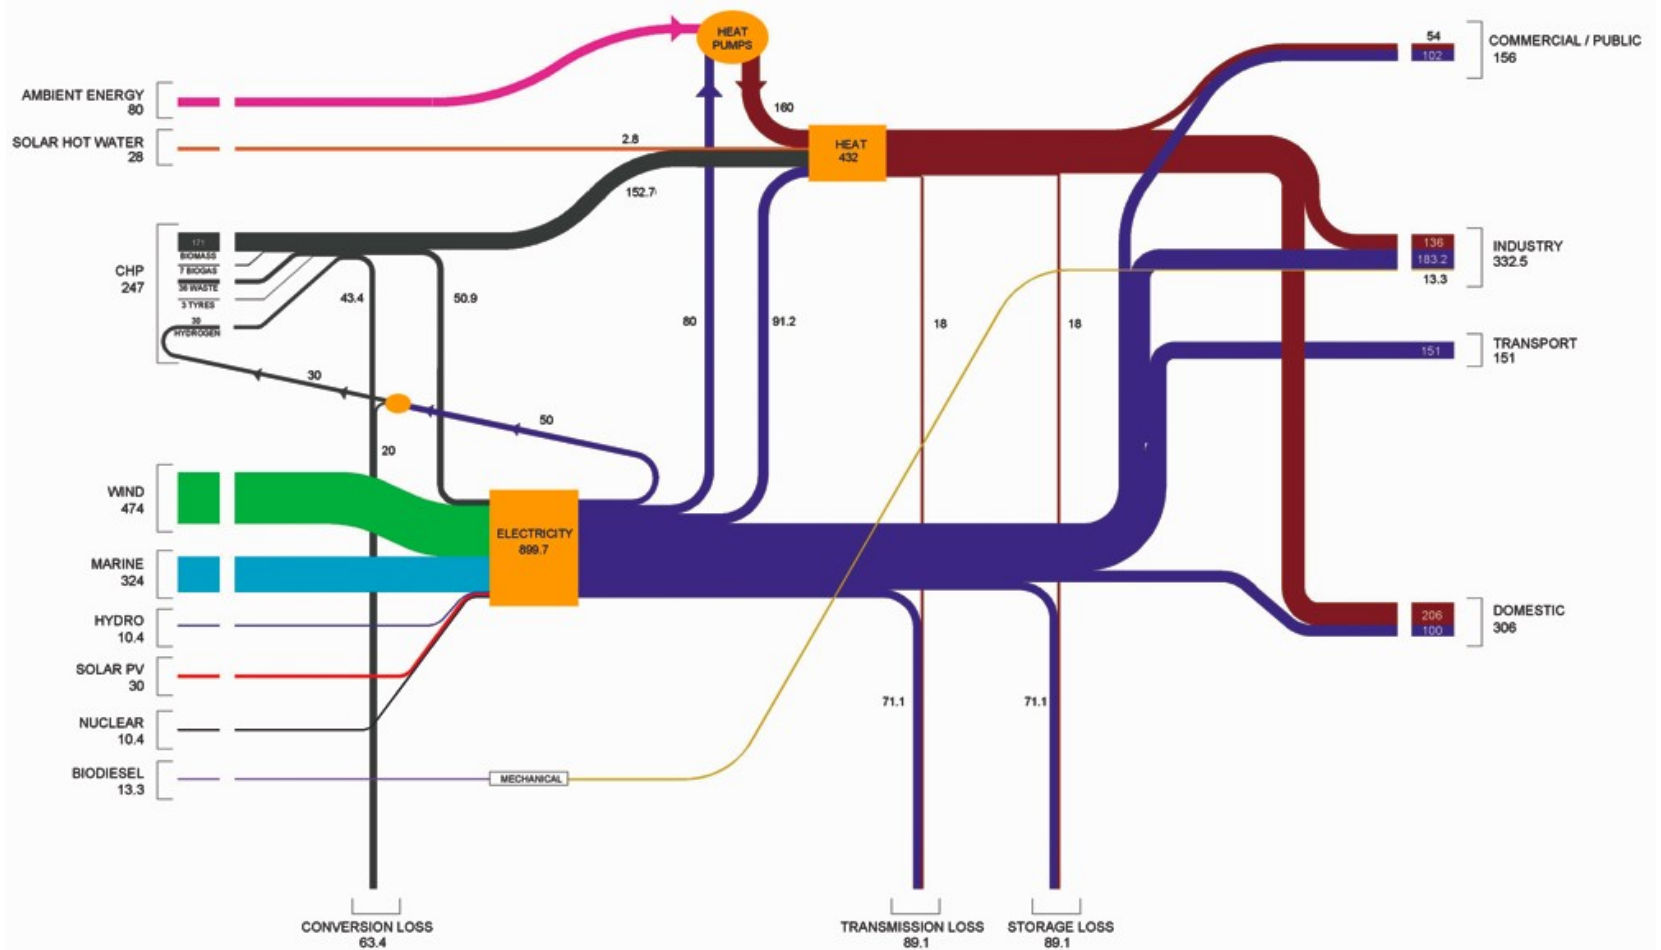 HEAT
PUMPS
54
102
COMMERCIAL / PUBLIC
156
AMBIENT ENERGY
80
160
SOLAR HOT WATER
28
2.8
HEAT
432
152.7
CHP
247
171
BIOMASS
7 BIOGAS
36 WASTE
3 TYRES
30
HYDROGEN
43.4
50.9
80
91.2
18
18
136
183.2
13.3
INDUSTRY
332.5
151
TRANSPORT
151
30
50
20
WIND
474
ELECTRICITY
899.7
MARINE
324
HYDRO
10.4
206
100
DOMESTIC
306
SOLAR PV
30
71.1
71.1
NUCLEAR
10.4
BIODIESEL
13.3
MECHANICAL
CONVERSION LOSS
63.4
TRANSMISSION LOSS
89.1
STORAGE LOSS
89.1